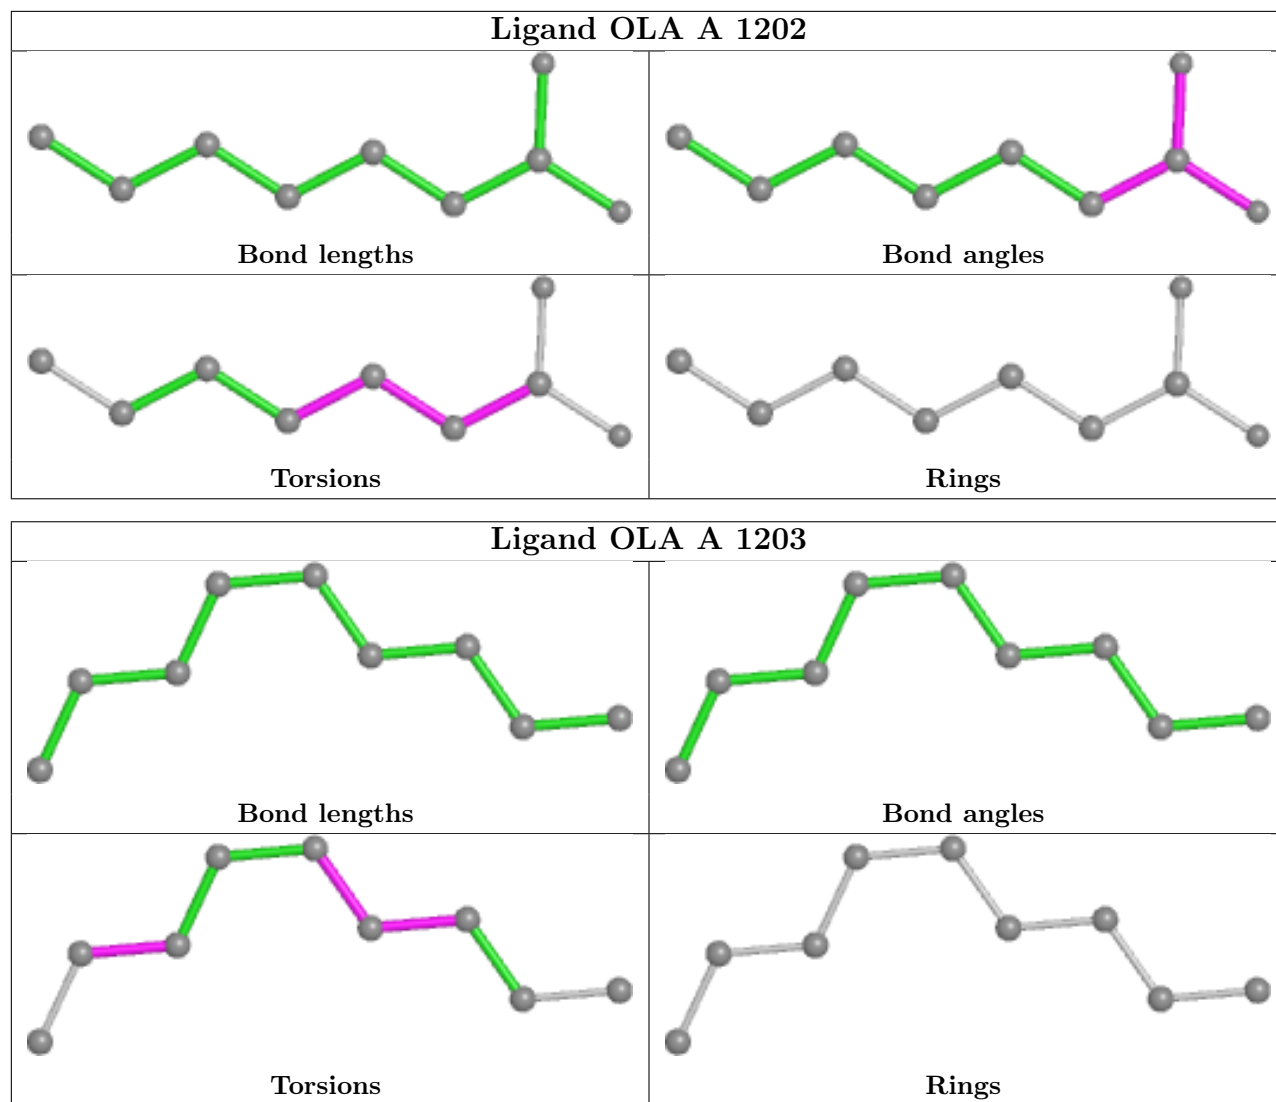 Ligand OLA A 1202
Bond lengths
Bond angles
Torsions
Rings
Ligand OLA A 1203
Bond lengths
Bond angles
Torsions
Rings